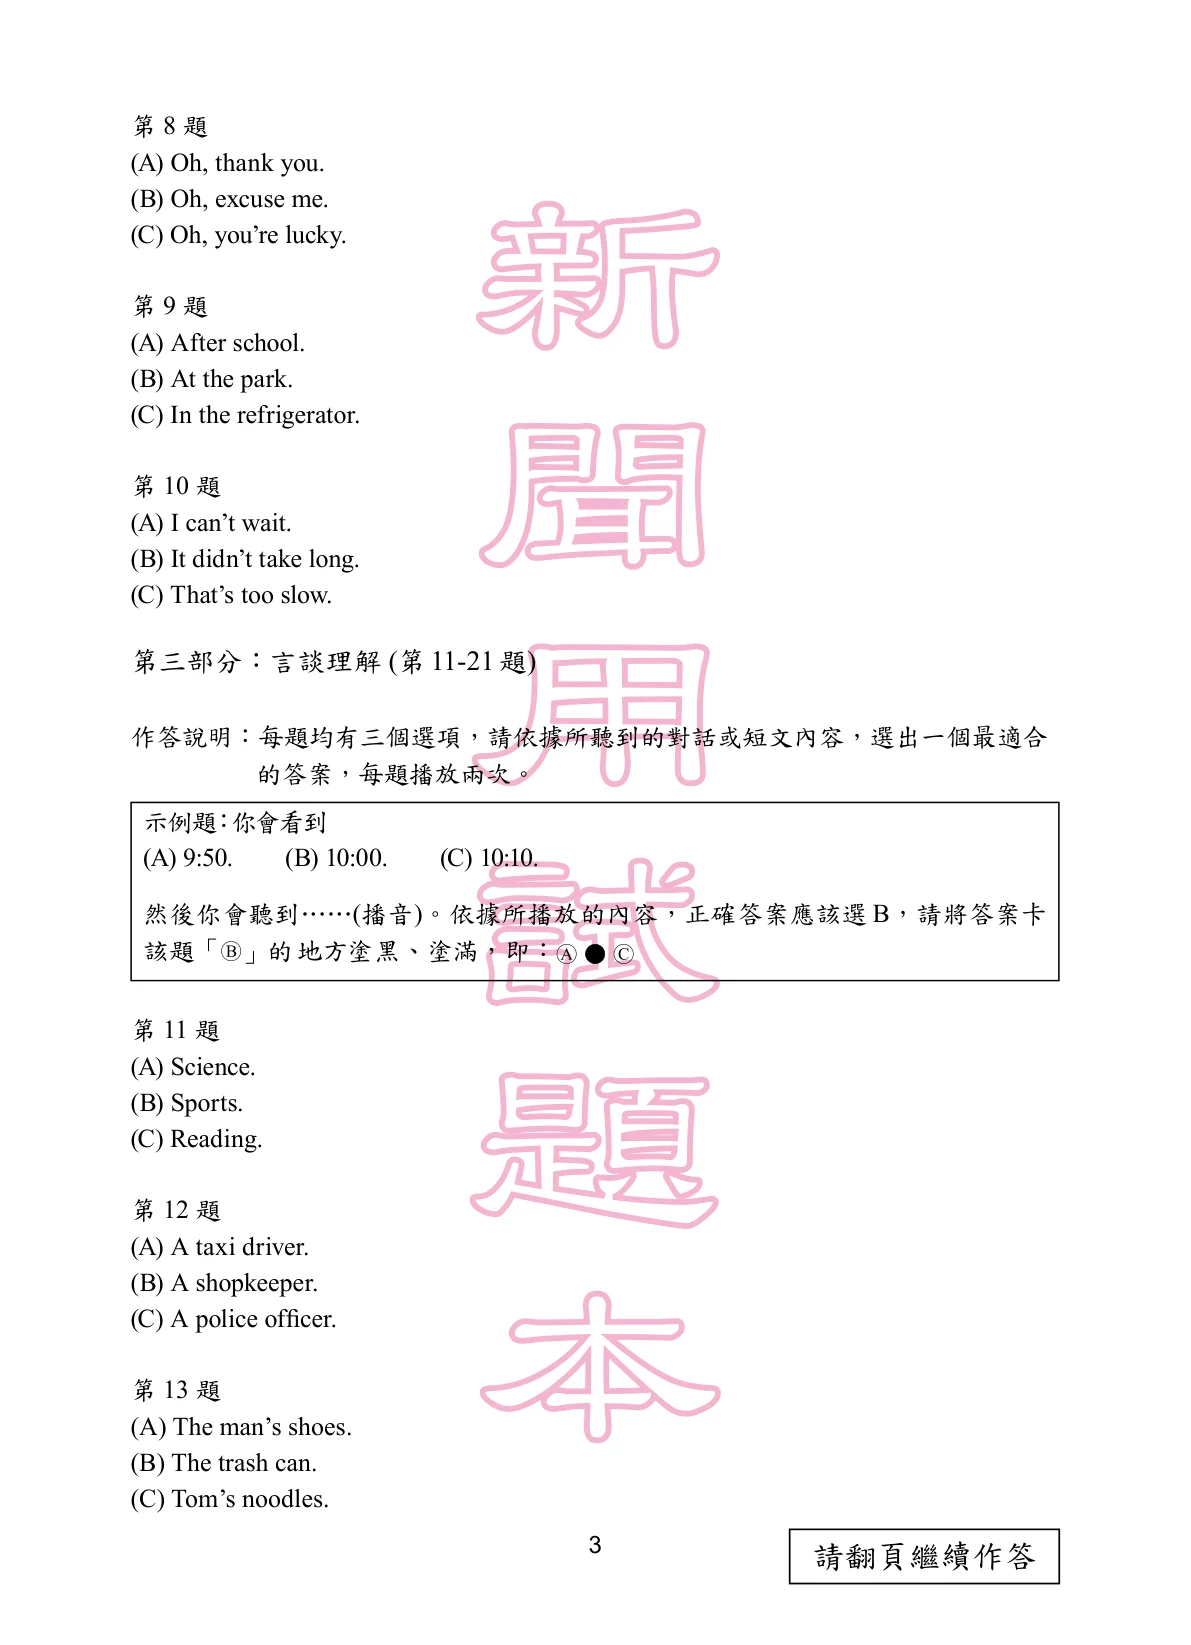 第 8 題
(A) Oh, thank you.
(B) Oh, excuse me.
(C) Oh, you’re lucky.
第 9 題
(A) After school.
(B) At the park.
(C) In the refrigerator.
第 10 題
(A) I can’t wait.
(B) It didn’t take long.
(C) That’s too slow.
第三部分：言談理解 (第 11-21 題)
作答說明：每題均有三個選項，請依據所聽到的對話或短文內容，選出一個最適合
的答案，每題播放兩次。
示例題：你會看到
(A) 9:50. (B) 10:00. (C) 10:10.
然後你會聽到……(播音)。依據所播放的內容，正確答案應該選 B，請將答案卡
該題「Ⓑ」的地方塗黑、塗滿，即：Ⓐ ● Ⓒ
第 11 題
(A) Science.
(B) Sports.
(C) Reading.
第 12 題
(A) A taxi driver.
(B) A shopkeeper.
(C) A police officer.
第 13 題
(A) The man’s shoes.
(B) The trash can.
(C) Tom’s noodles.
3
請翻頁繼續作答
新聞用試題本